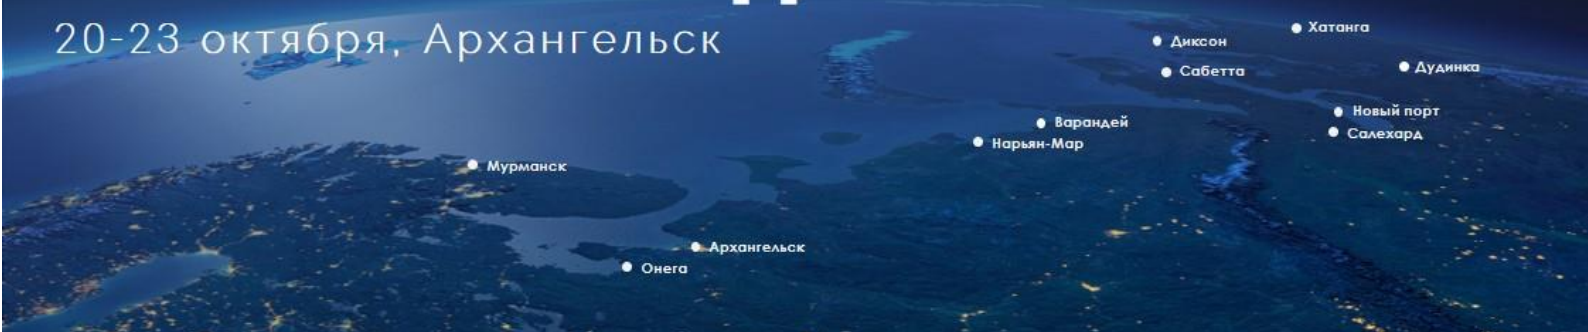 20-23 октября, Архангельск
Хатанга
Диксон
Дудинка
Сабетта
Новый порт
Варандей
Салехард
Нарьян-Мар
Мурманск
Архангельск
Онега